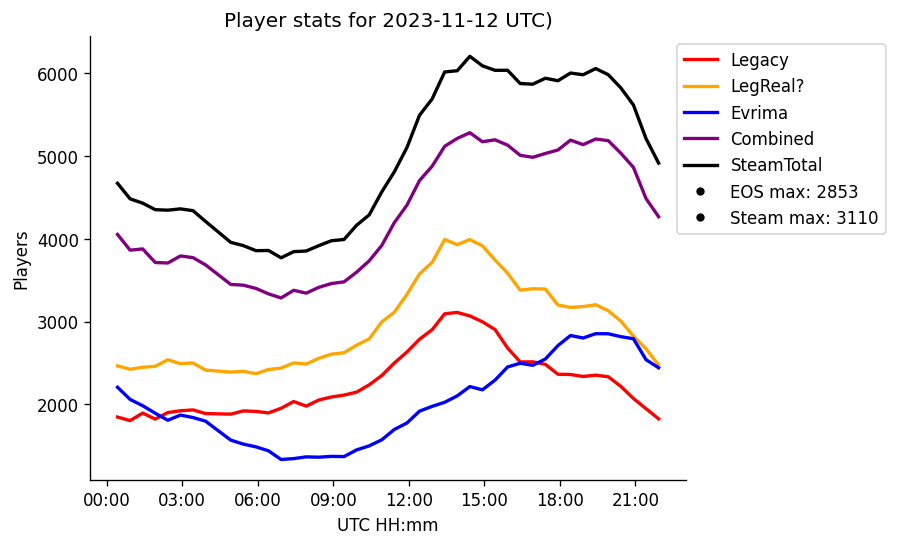 Player stats for 2023-11-12 UTC)
Legacy
LegReal?
Evrima
Combined
SteamTotal
EOS max: 2853
Steam max: 3110
Players
6000
5000
4000
3000
2000
00:00 03:00 06:00 09:00 12:00 15:00 18:00 21:00
UTC HH:mm